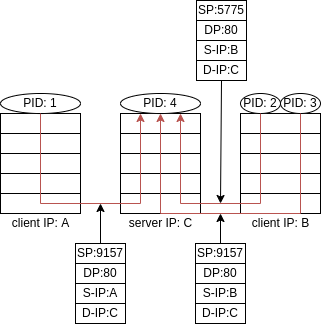 SP:5775
DP:80
S-IP:B
D-IP:C
PID: 1
PID: 4
PID: 2
PID: 3
client IP: A
server IP: C
client IP: B
SP:9157
DP:80
S-IP:A
D-IP:C
SP:9157
DP:80
S-IP:B
D-IP:C